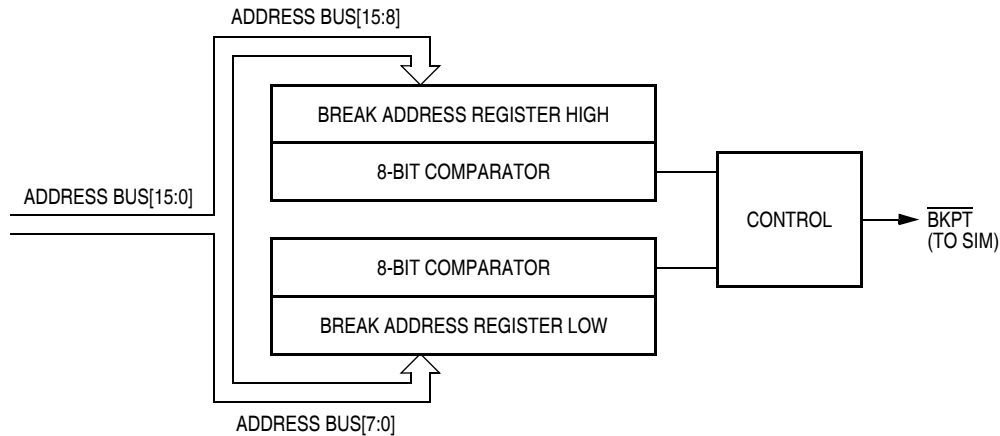 ADDRESS BUS[15:8]
BREAK ADDRESS REGISTER HIGH
8-BIT COMPARATOR
ADDRESS BUS[15:0]
CONTROL
BKPT
(TO SIM)
8-BIT COMPARATOR
BREAK ADDRESS REGISTER LOW
ADDRESS BUS[7:0]